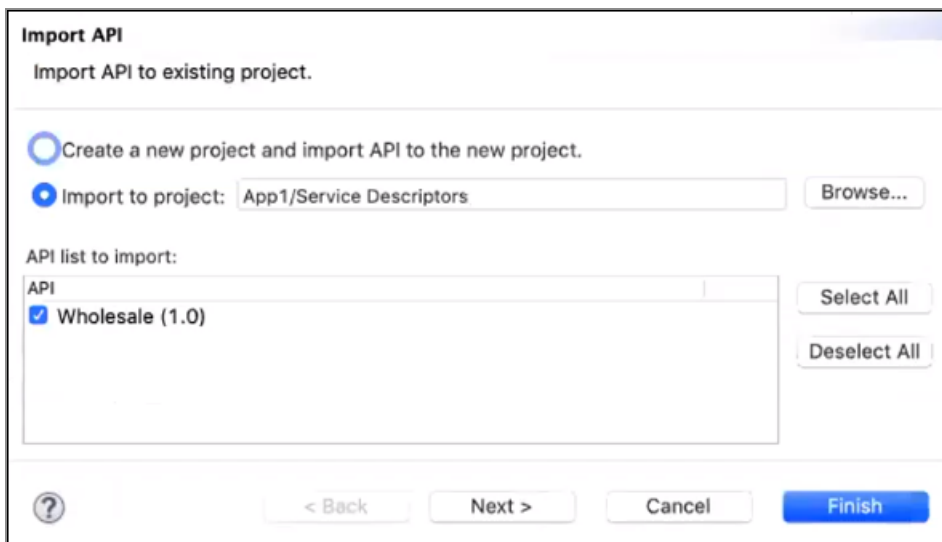 Import API
Import API to existing project.
Create a new project and import API to the new project.
Import to project: App1/Service Descriptors Browse...
API list to import:
API
Wholesale (1.0)
Select All
Deselect All
? < Back Next > Cancel Finish